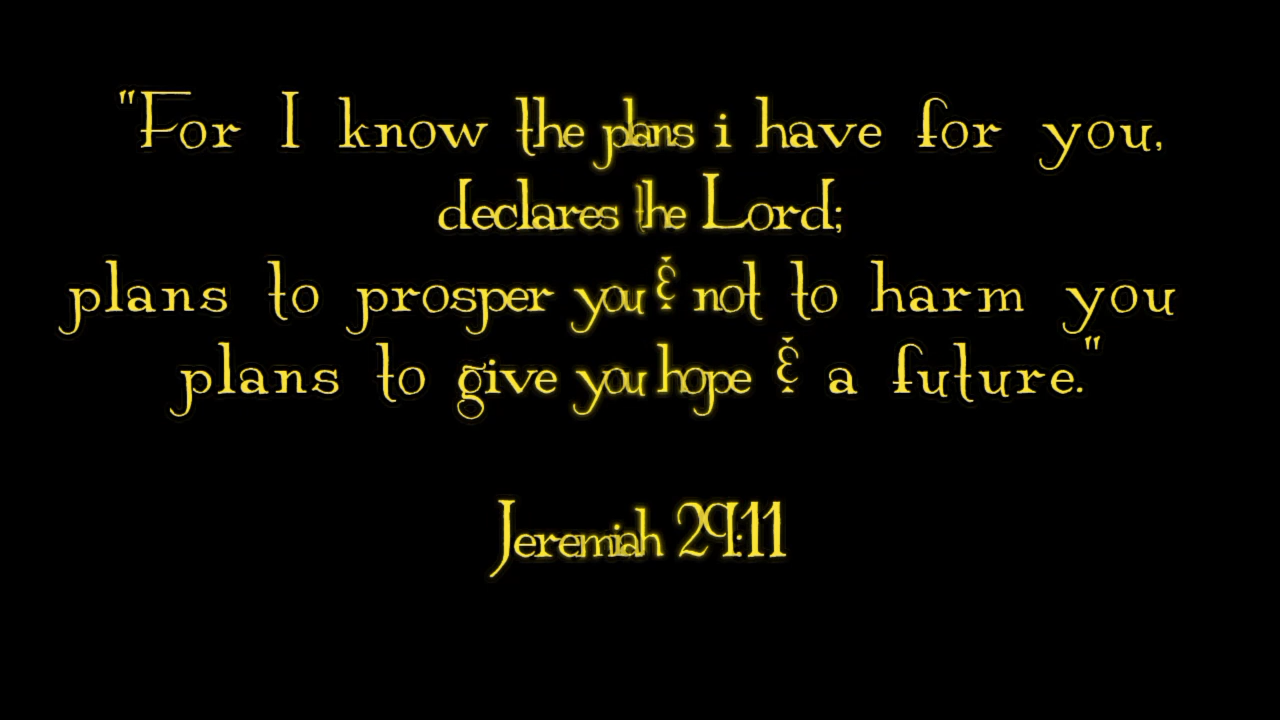 "For I know the plans i have for you,
declares the Lord;
plans to prosper you & not to harm you
plans to give you hope & a future."
Jeremiah 29:11